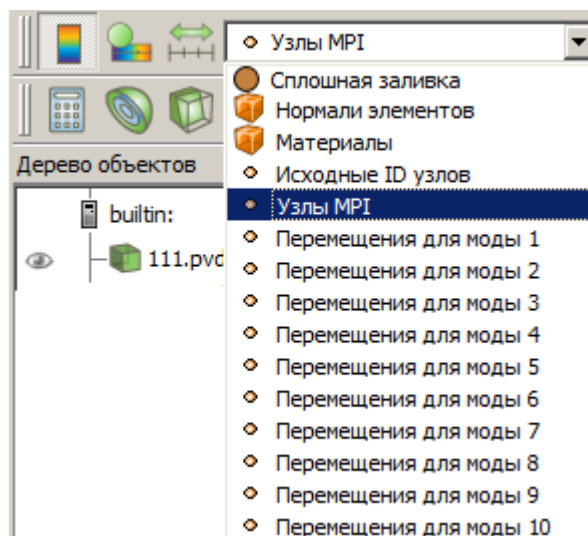 Узлы MPI
Сплошная заливка
Нормали элементов
Материалы
Дерево объектов
Исходные ID узлов
Узлы MPI
builtin:
Перемещения для моды 1
111.pvd
Перемещения для моды 2
Перемещения для моды 3
Перемещения для моды 4
Перемещения для моды 5
Перемещения для моды 6
Перемещения для моды 7
Перемещения для моды 8
Перемещения для моды 9
Перемещения для моды 10